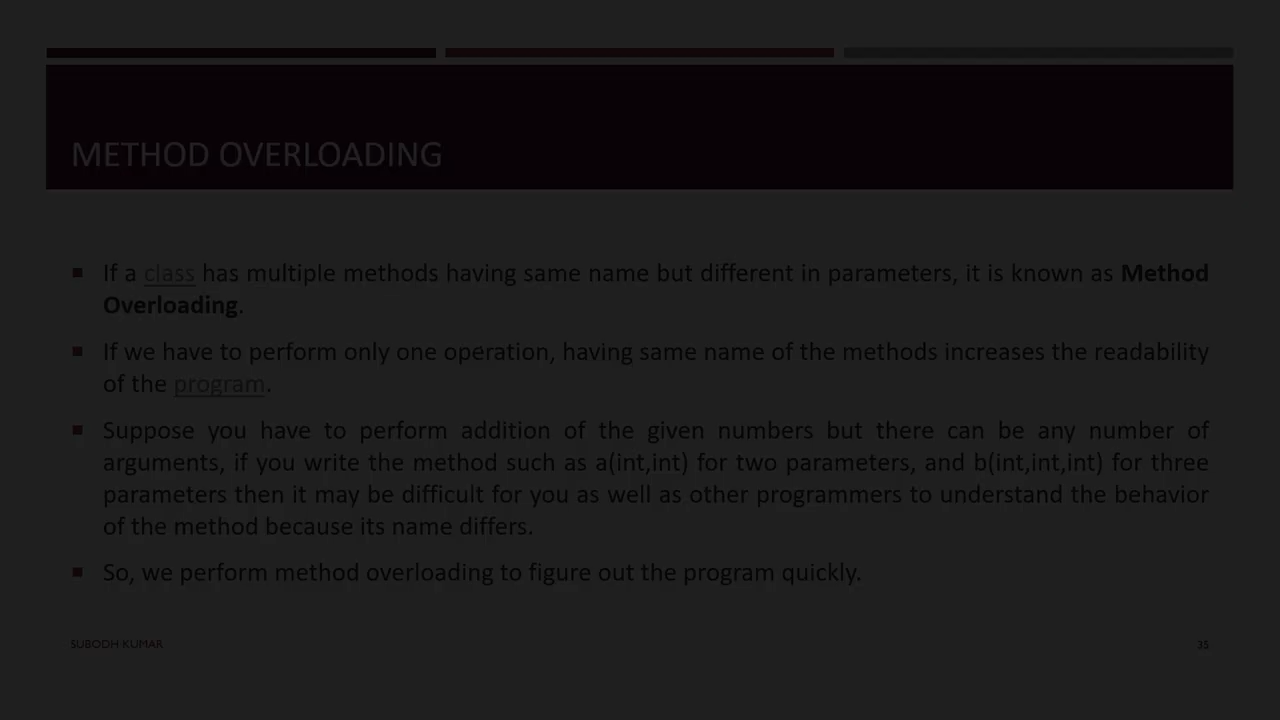 METHOD OVERLOADING
▪ If a class has multiple methods having same name but different in parameters, it is known as Method
Overloading.
▪ If we have to perform only one operation, having same name of the methods increases the readability
of the program.
▪ Suppose you have to perform addition of the given numbers but there can be any number of
arguments, if you write the method such as a(int,int) for two parameters, and b(int,int,int) for three
parameters then it may be difficult for you as well as other programmers to understand the behavior
of the method because its name differs.
▪ So, we perform method overloading to figure out the program quickly.
SUBODH KUMAR
35